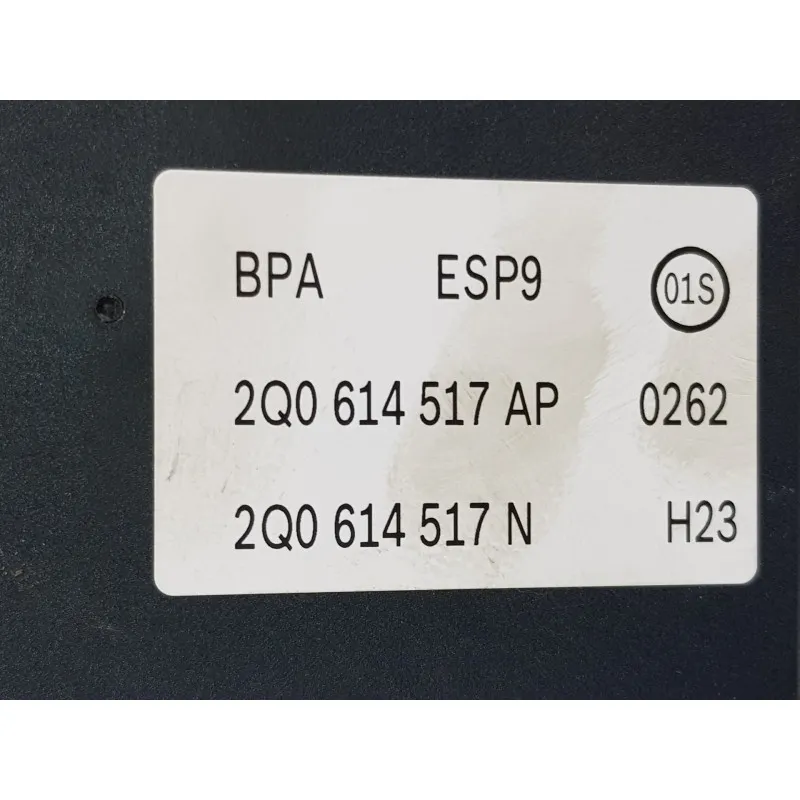 BPA ESP9 01S
2Q0 614 517 AP 0262
2Q0 614 517 N H23